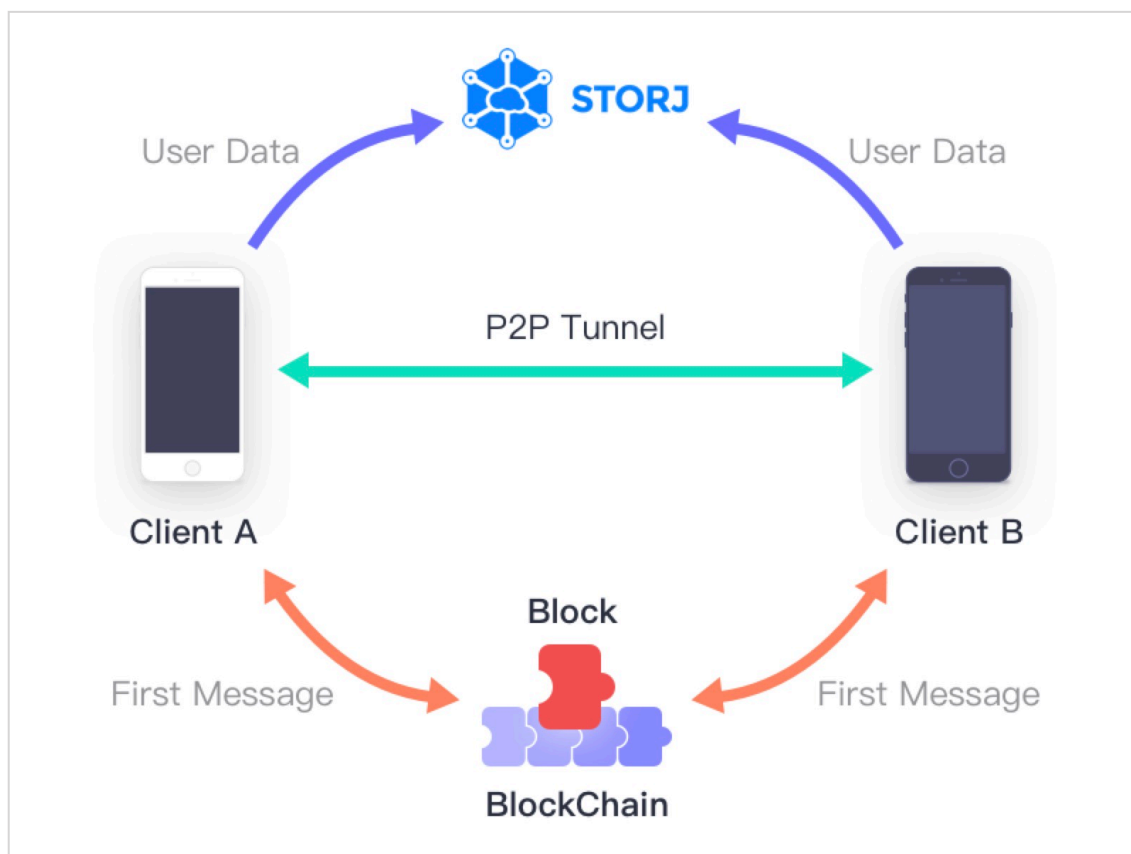 STORJ
User Data
User Data
P2P Tunnel
Client A
Client B
Block
First Message
First Message
BlockChain